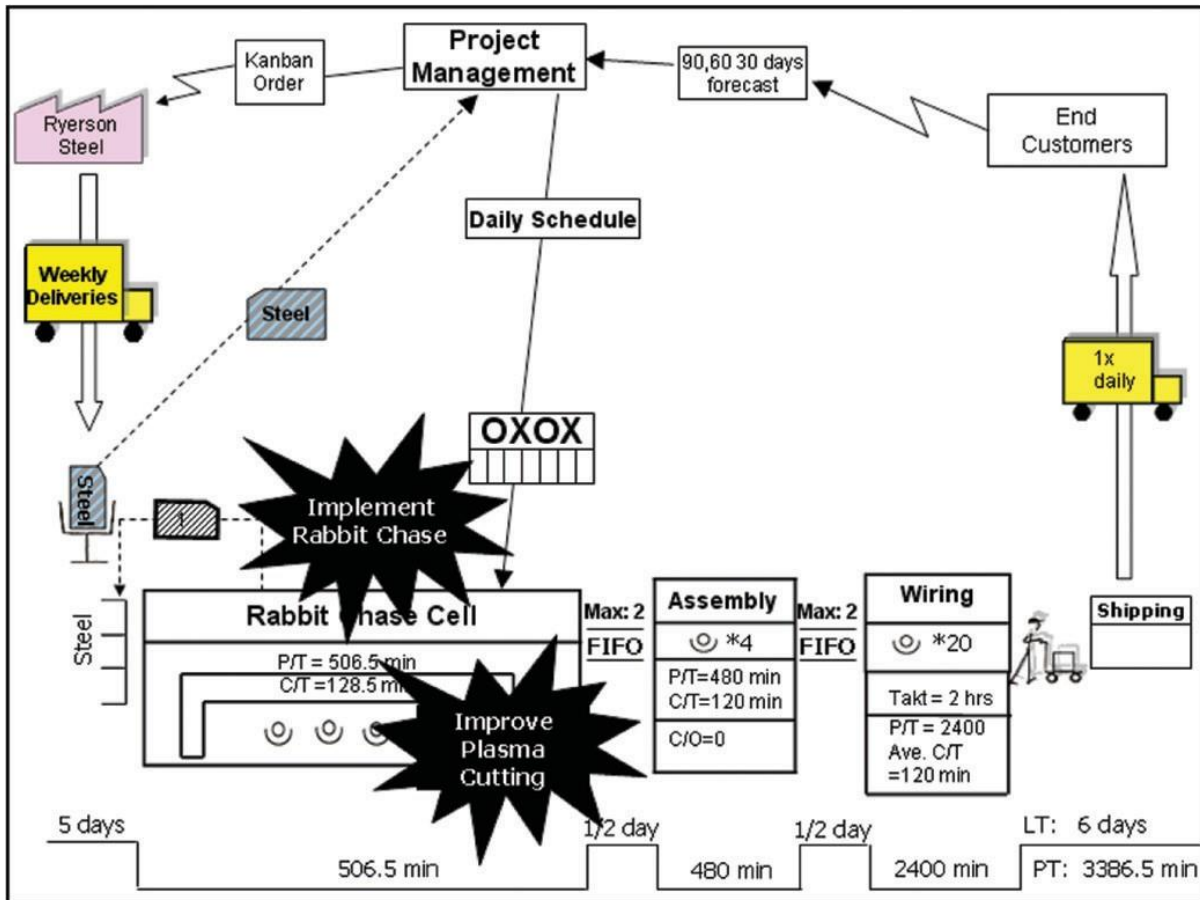 Project
Management
Kanban
Order
90,60 30 days
forecast
Ryerson
Steel
End
Customers
Daily Schedule
Weekly
Deliveries
Steel
1x
daily
OXOX
Steel
1
Implement
Rabbit Chase
Rabbit Chase Cell
P/T = 506.5 min
C/T =128.5min
Improve
Plasma
Cutting
Steel
Max: 2
FIFO
Assembly
*4
P/T=480 min
C/T=120 min
C/O=0
Max: 2
FIFO
Wiring
*20
Takt = 2 hrs
P/T = 2400
Ave. C/T
=120 min
Shipping
5 days
506.5 min
1/2 day
480 min
1/2 day
2400 min
LT: 6 days
PT: 3386.5 min